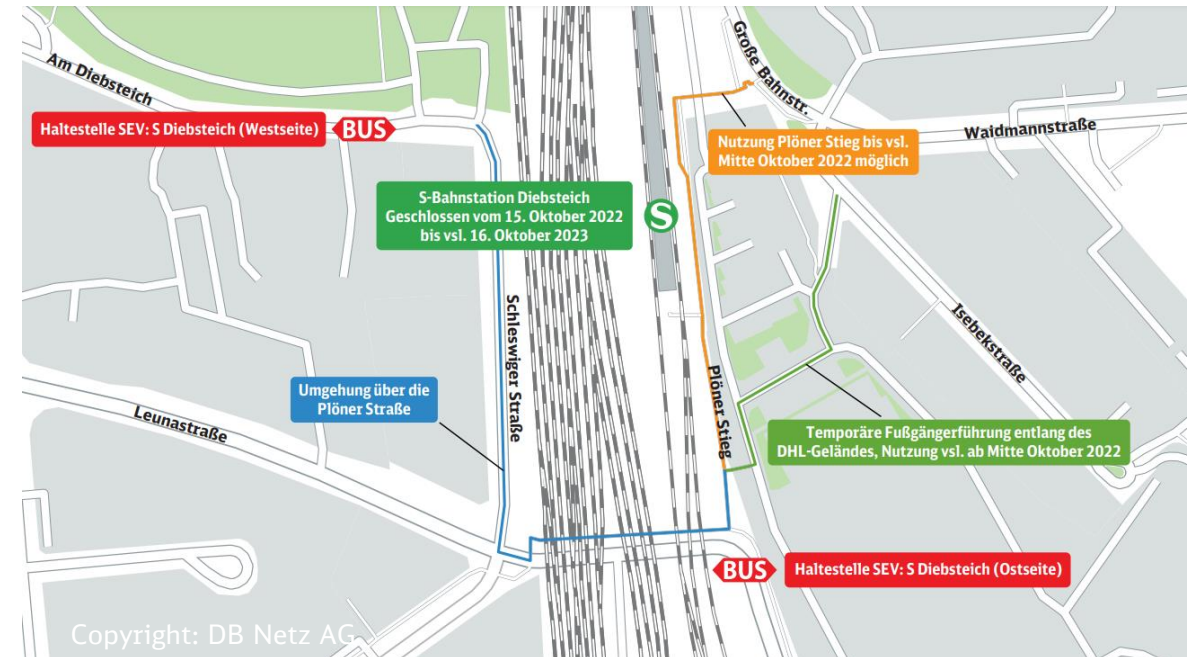 Am Diebsteich
Große Bahnstr.
Haltestelle SEV: S Diebsteich (Westseite)
BUS
Waidmannstraße
Nutzung Plöner Stieg bis vsl.
Mitte Oktober 2022 möglich
S-Bahnstation Diebsteich
Geschlossen vom 15. Oktober 2022
bis vsl. 16. Oktober 2023
S
Schleswiger Straße
Isebekstraße
Umgehung über die
Plöner Straße
Plöner Stieg
Leunastraße
Temporäre Fußgängerführung entlang des
DHL-Geländes, Nutzung vsl. ab Mitte Oktober 2022
BUS
Haltestelle SEV: S Diebsteich (Ostseite)
Copyright: DB Netz AG